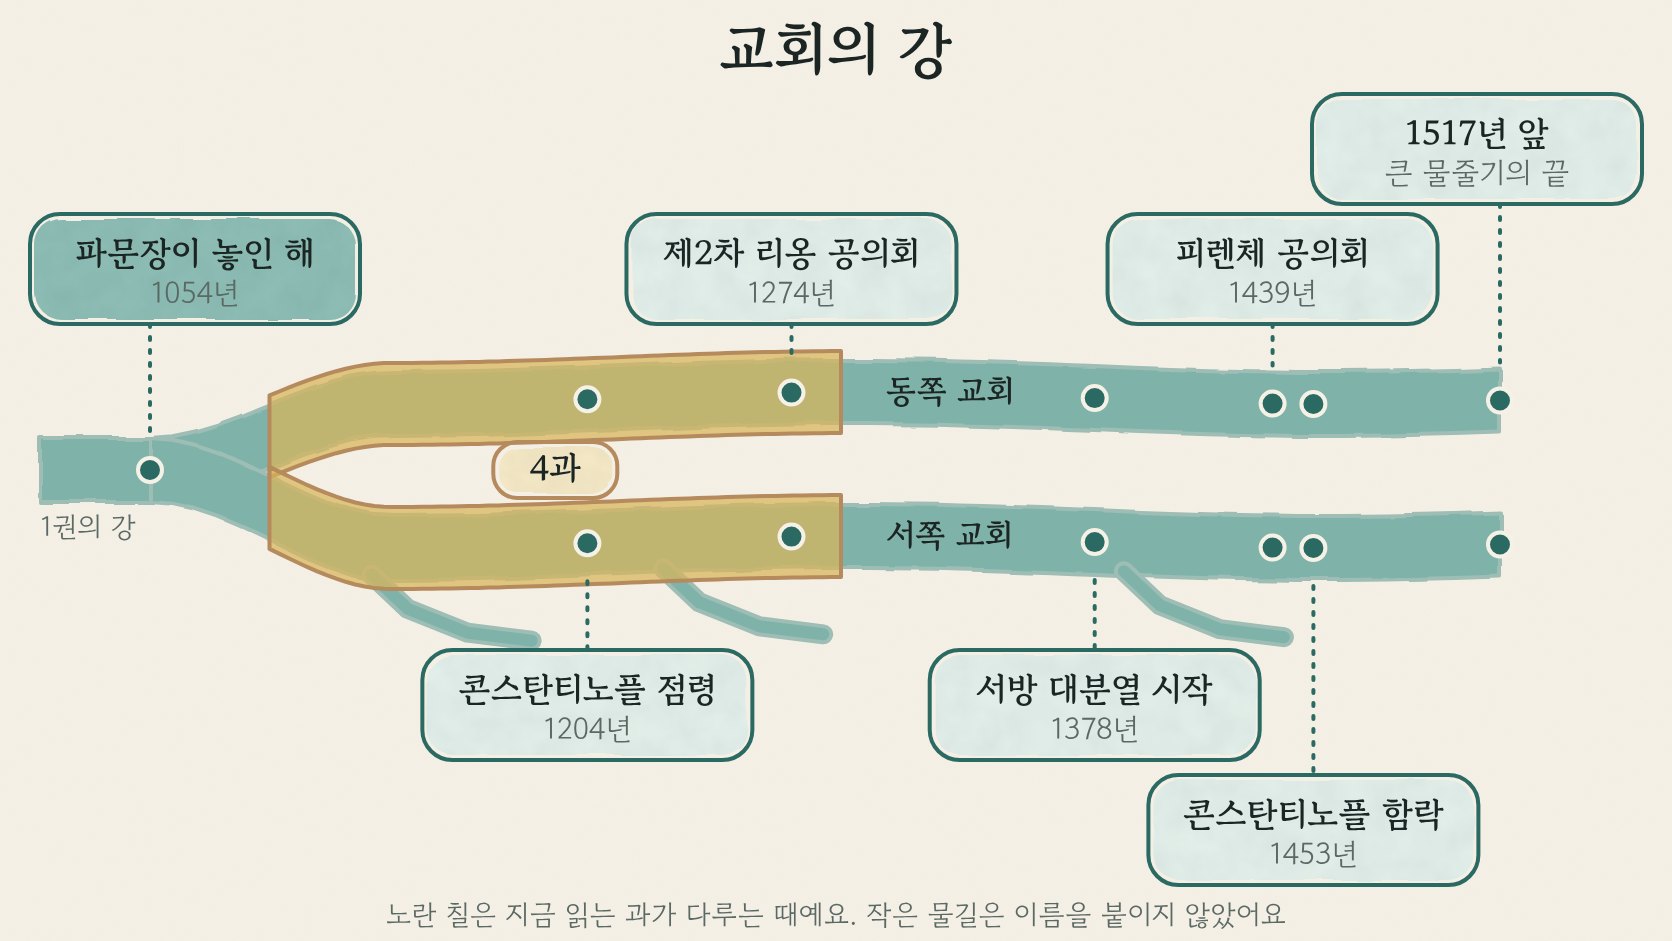 교회의 강
1517년 앞
큰 물줄기의 끝
파문장이 놓인 해
1054년
제2차 리옹 공의회
1274년
피렌체 공의회
1439년
동쪽 교회
4과
1권의 강
서쪽 교회
콘스탄티노플 점령
1204년
서방 대분열 시작
1378년
콘스탄티노플 함락
1453년
노란 칠은 지금 읽는 과가 다루는 때예요. 작은 물길은 이름을 붙이지 않았어요